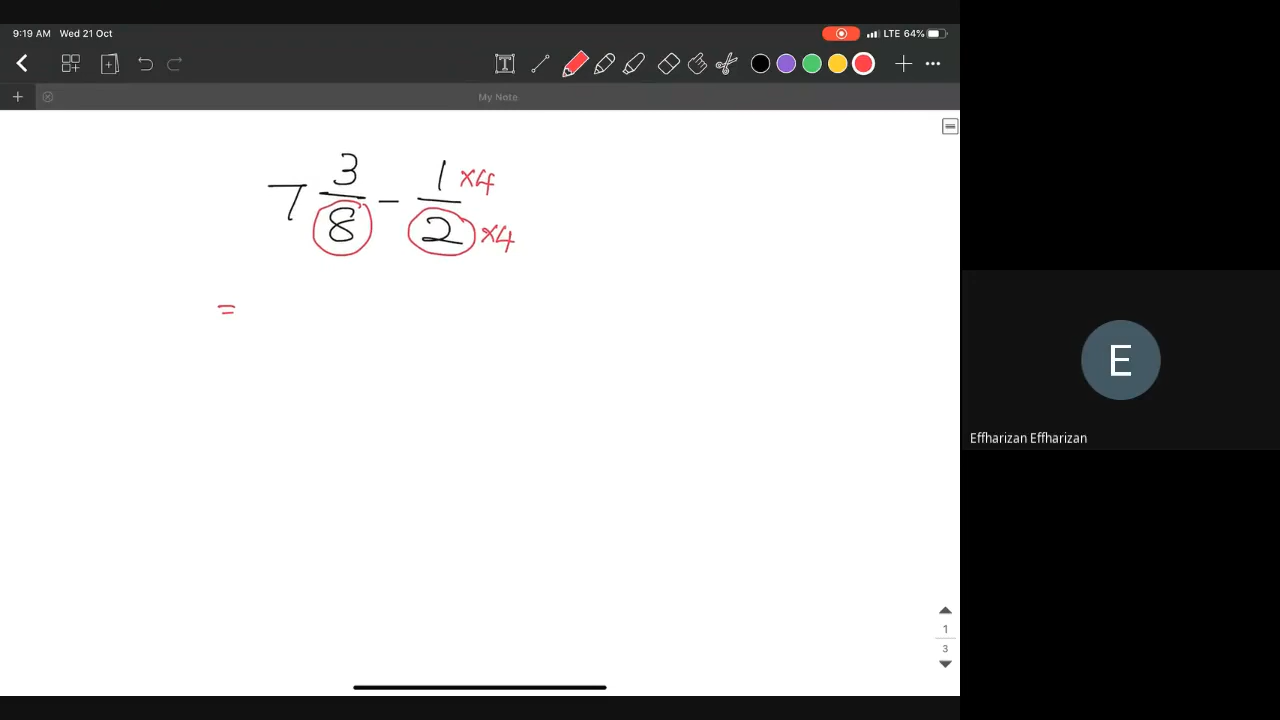 9:19 AM Wed 21 Oct
LTE 64%
T
My Note
7 3/8 - 1/2 ×4 ×4
=
E
Effharizan Effharizan
1
3